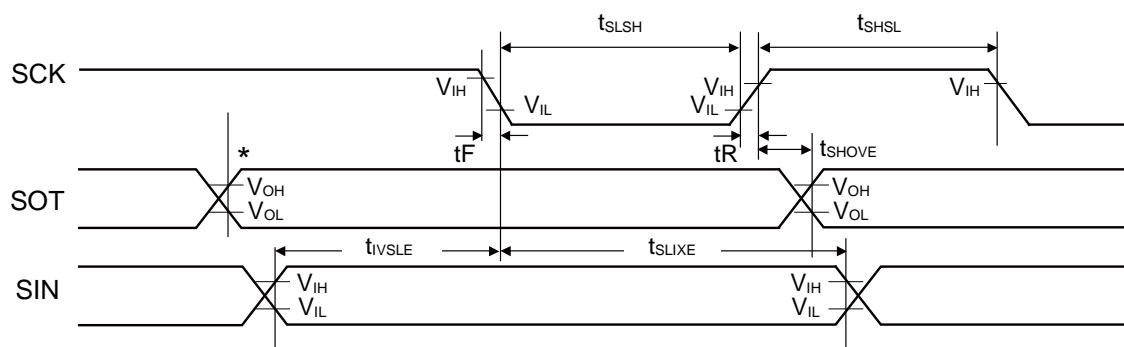 tSLSH tSHSL
SCK VIH VIL VIH VIL VIH
tF tR tSHOVE
*
SOT VOH VOL VOH VOL
tIVSLE tSLIXE
SIN VIH VIL VIH VIL